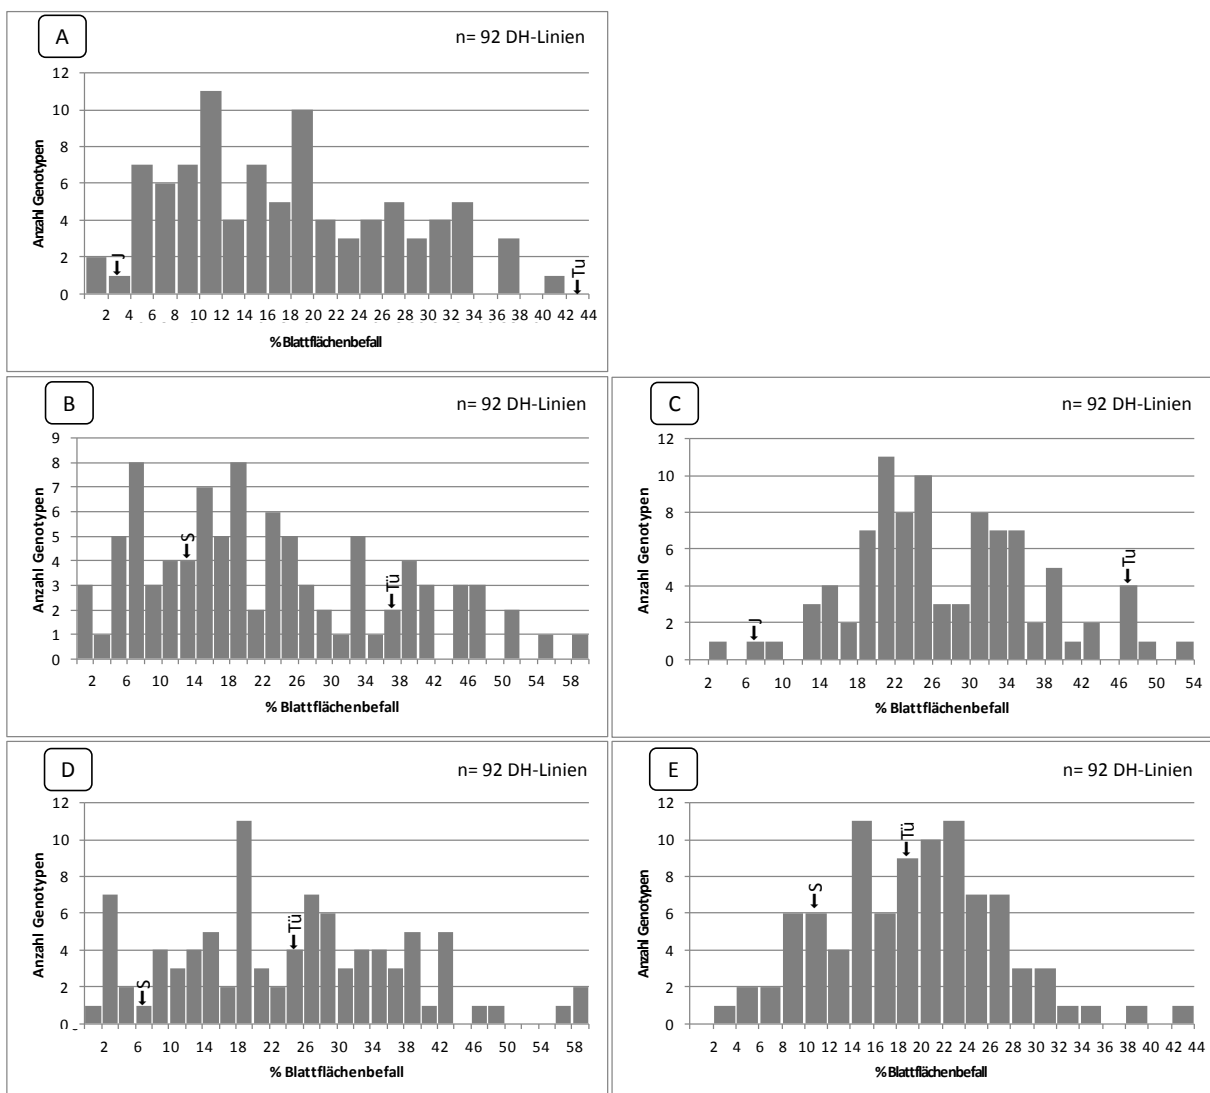 A
n= 92 DH-Linien
12
10
8
6
4
2
0
Anzahl Genotypen
J
Tu
2 4 6 8 10 12 14 16 18 20 22 24 26 28 30 32 34 36 38 40 42 44
% Blattflächenbefall
B
n= 92 DH-Linien
9
8
7
6
5
4
3
2
1
0
Anzahl Genotypen
S
Tü
2 6 10 14 18 22 26 30 34 38 42 46 50 54 58
% Blattflächenbefall
C
n= 92 DH-Linien
12
10
8
6
4
2
0
Anzahl Genotypen
J
Tu
2 6 10 14 18 22 26 30 34 38 42 46 50 54
% Blattflächenbefall
D
n= 92 DH-Linien
12
10
8
6
4
2
0
Anzahl Genotypen
S
Tü
2 6 10 14 18 22 26 30 34 38 42 46 50 54 58
% Blattflächenbefall
E
n= 92 DH-Linien
12
10
8
6
4
2
0
Anzahl Genotypen
S
Tü
2 4 6 8 10 12 14 16 18 20 22 24 26 28 30 32 34 36 38 40 42 44
% Blattflächenbefall